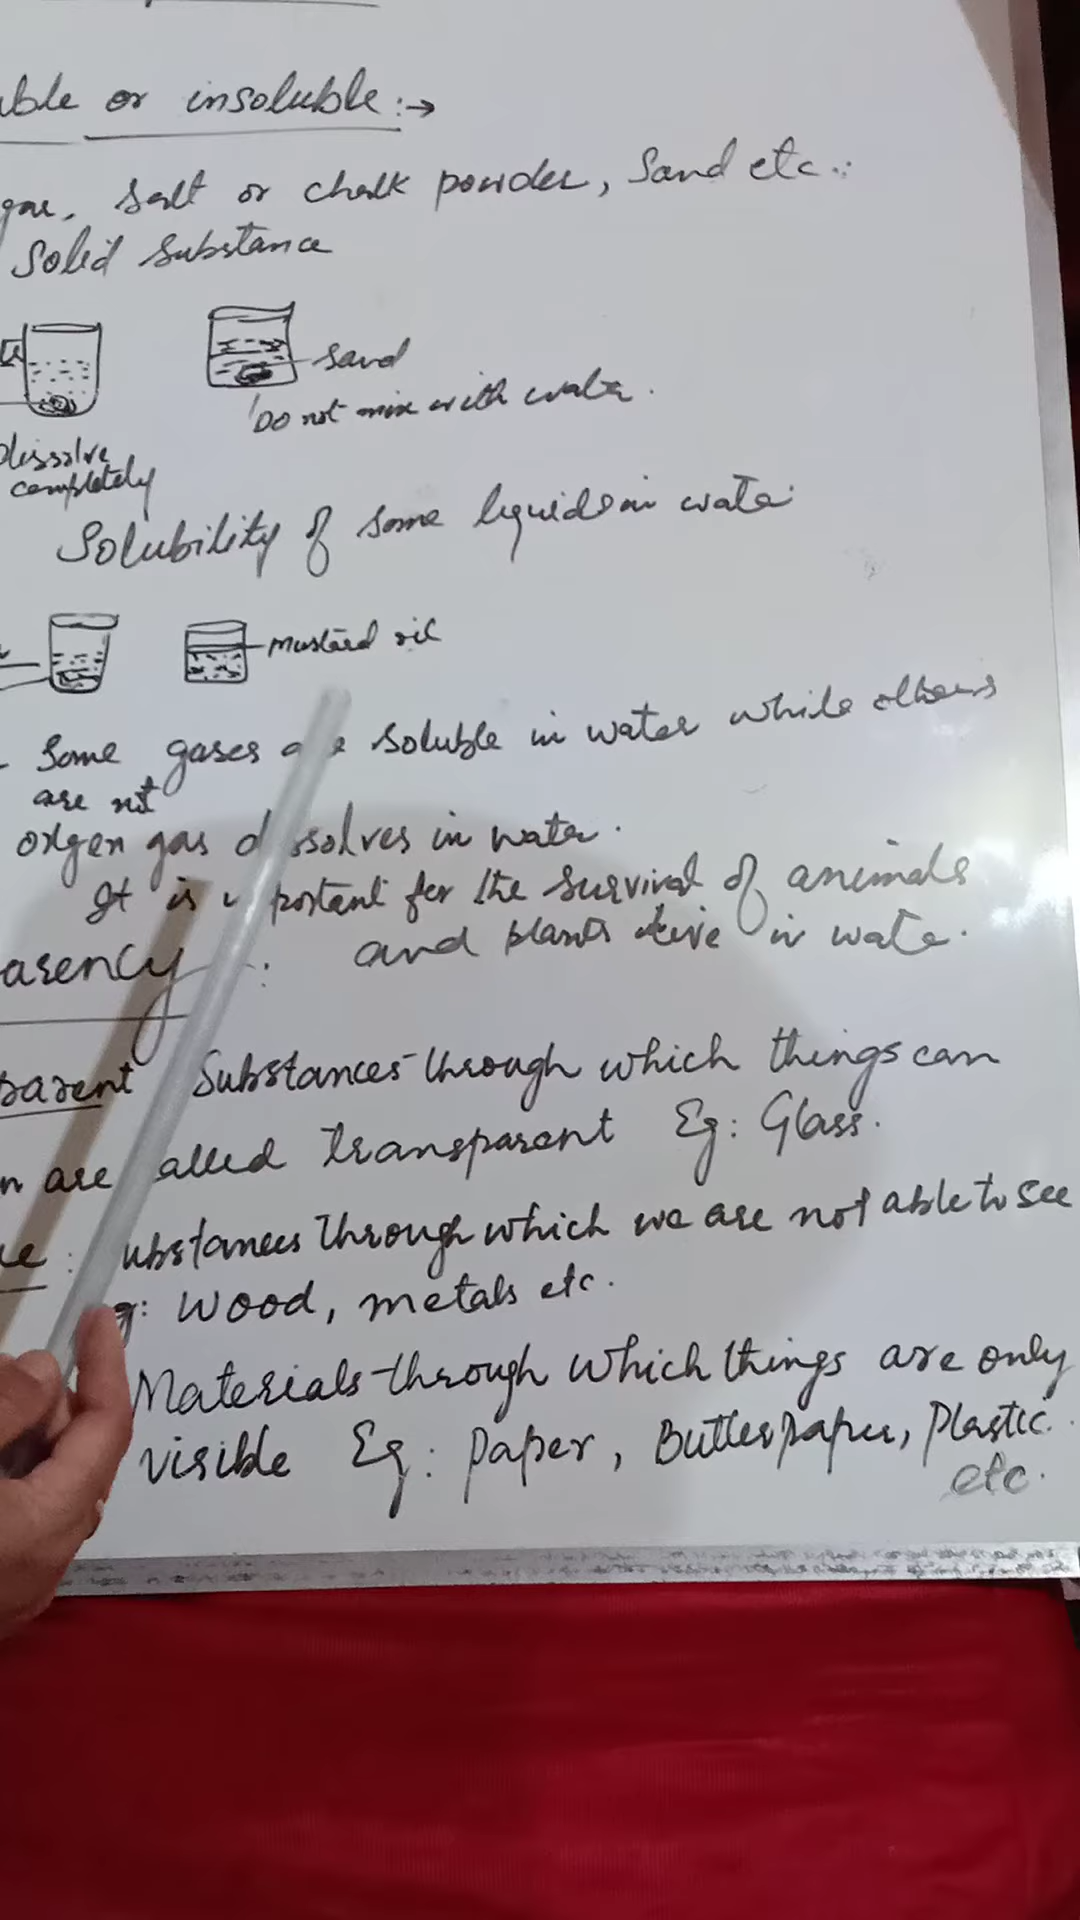 uble or insoluble :→
gar, Salt or chalk powder, Sand etc..
Solid Substance
Sand
Do not mix with water.
dissolve
completely
Solubility of some liquids in water
mustard oil
Some gases are soluble in water while others
are not
oxgen gas dissolves in water.
It is important for the survival of animals
and plants live in water.
arency :
parent Substances through which things can
n are called transparent Eg: Glass.
ue : Substances Through which we are not able to see
Eg: Wood, metals etc.
Materials through which things are only
visible Eg: Paper, Butterpaper, Plastic.
etc.